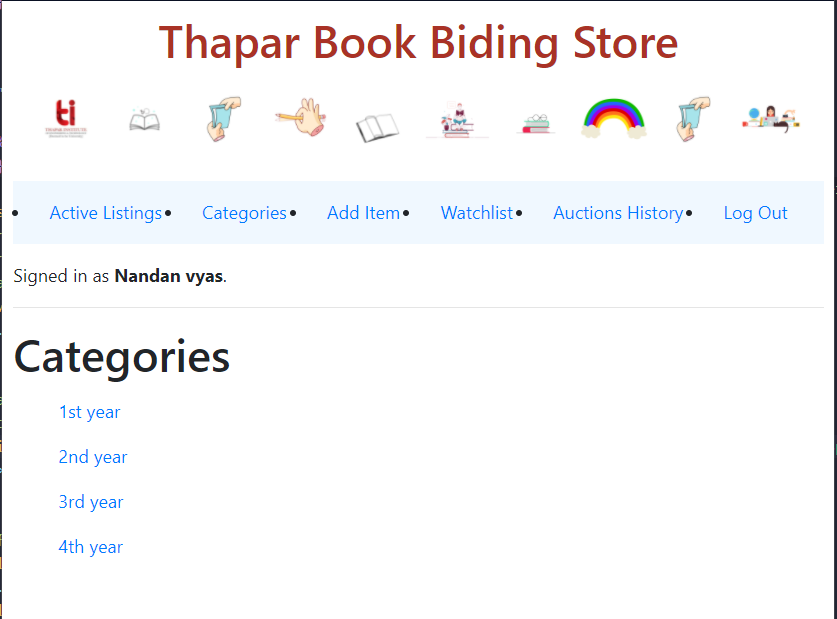 Thapar Book Biding Store
ti
Active Listings Categories Add Item Watchlist Auctions History Log Out
Signed in as Nandan vyas.
Categories
1st year
2nd year
3rd year
4th year